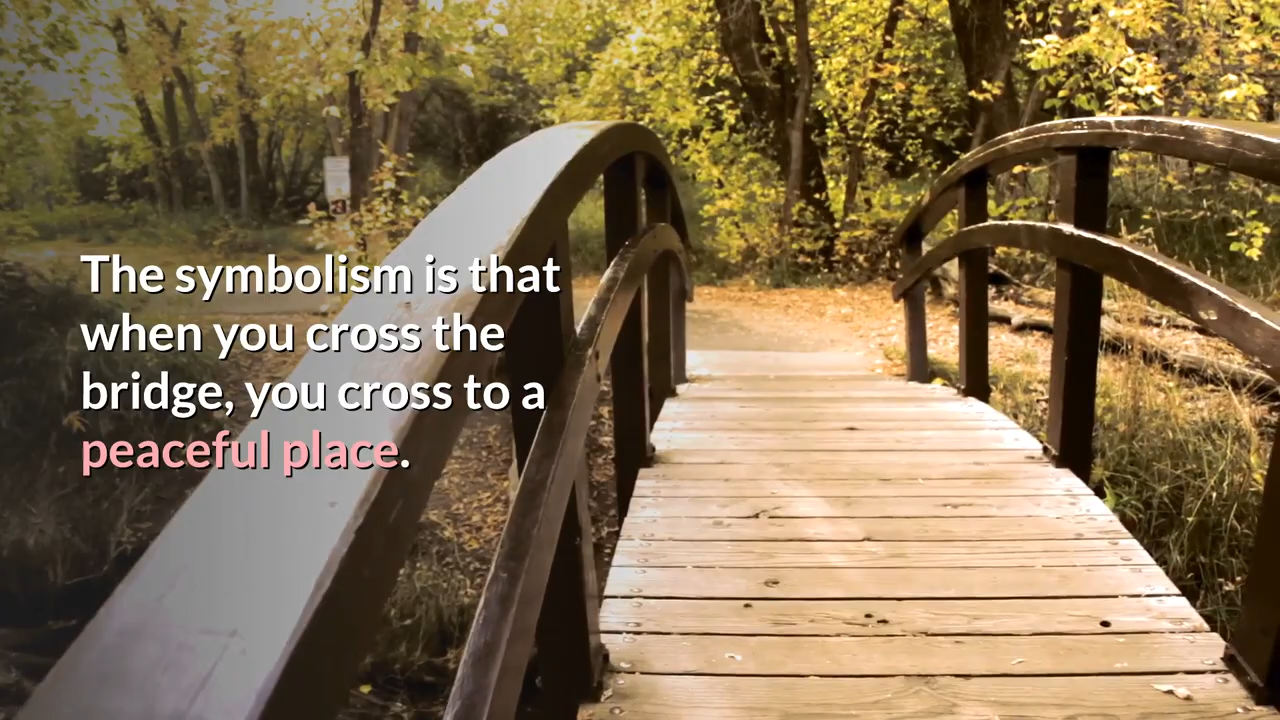 The symbolism is that
when you cross the
bridge, you cross to a
peaceful place.